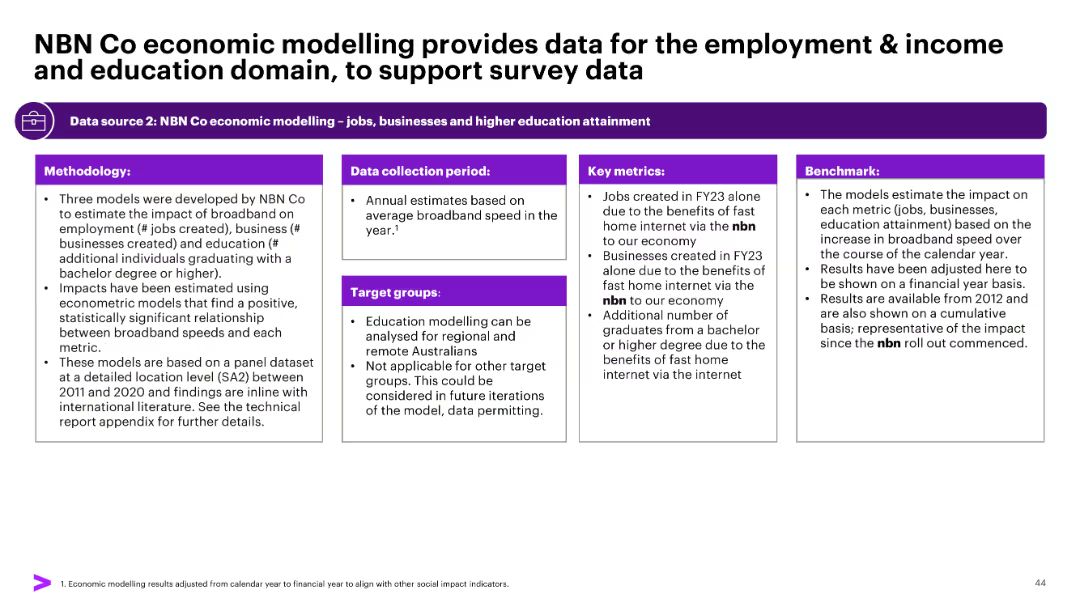 NBN Co economic modelling provides data for the employment & income
and education domain, to support survey data
Data source 2: NBN Co economic modelling – jobs, businesses and higher education attainment
Methodology:
• Three models were developed by NBN Co
to estimate the impact of broadband on
employment (# jobs created), business (#
businesses created) and education (#
additional individuals graduating with a
bachelor degree or higher).
• Impacts have been estimated using
econometric models that find a positive,
statistically significant relationship
between broadband speeds and each
metric.
• These models are based on a panel dataset
at a detailed location level (SA2) between
2011 and 2020 and findings are inline with
international literature. See the technical
report appendix for further details.
Data collection period:
• Annual estimates based on
average broadband speed in the
year.¹
Target groups:
• Education modelling can be
analysed for regional and
remote Australians
• Not applicable for other target
groups. This could be
considered in future iterations
of the model, data permitting.
Key metrics:
• Jobs created in FY23 alone
due to the benefits of fast
home internet via the nbn
to our economy
• Businesses created in FY23
alone due to the benefits of
fast home internet via the
nbn to our economy
• Additional number of
graduates from a bachelor
or higher degree due to the
benefits of fast home
internet via the internet
Benchmark:
• The models estimate the impact on
each metric (jobs, businesses,
education attainment) based on the
increase in broadband speed over
the course of the calendar year.
• Results have been adjusted here to
be shown on a financial year basis.
• Results are available from 2012 and
are also shown on a cumulative
basis; representative of the impact
since the nbn roll out commenced.
1. Economic modelling results adjusted from calendar year to financial year to align with other social impact indicators.
44